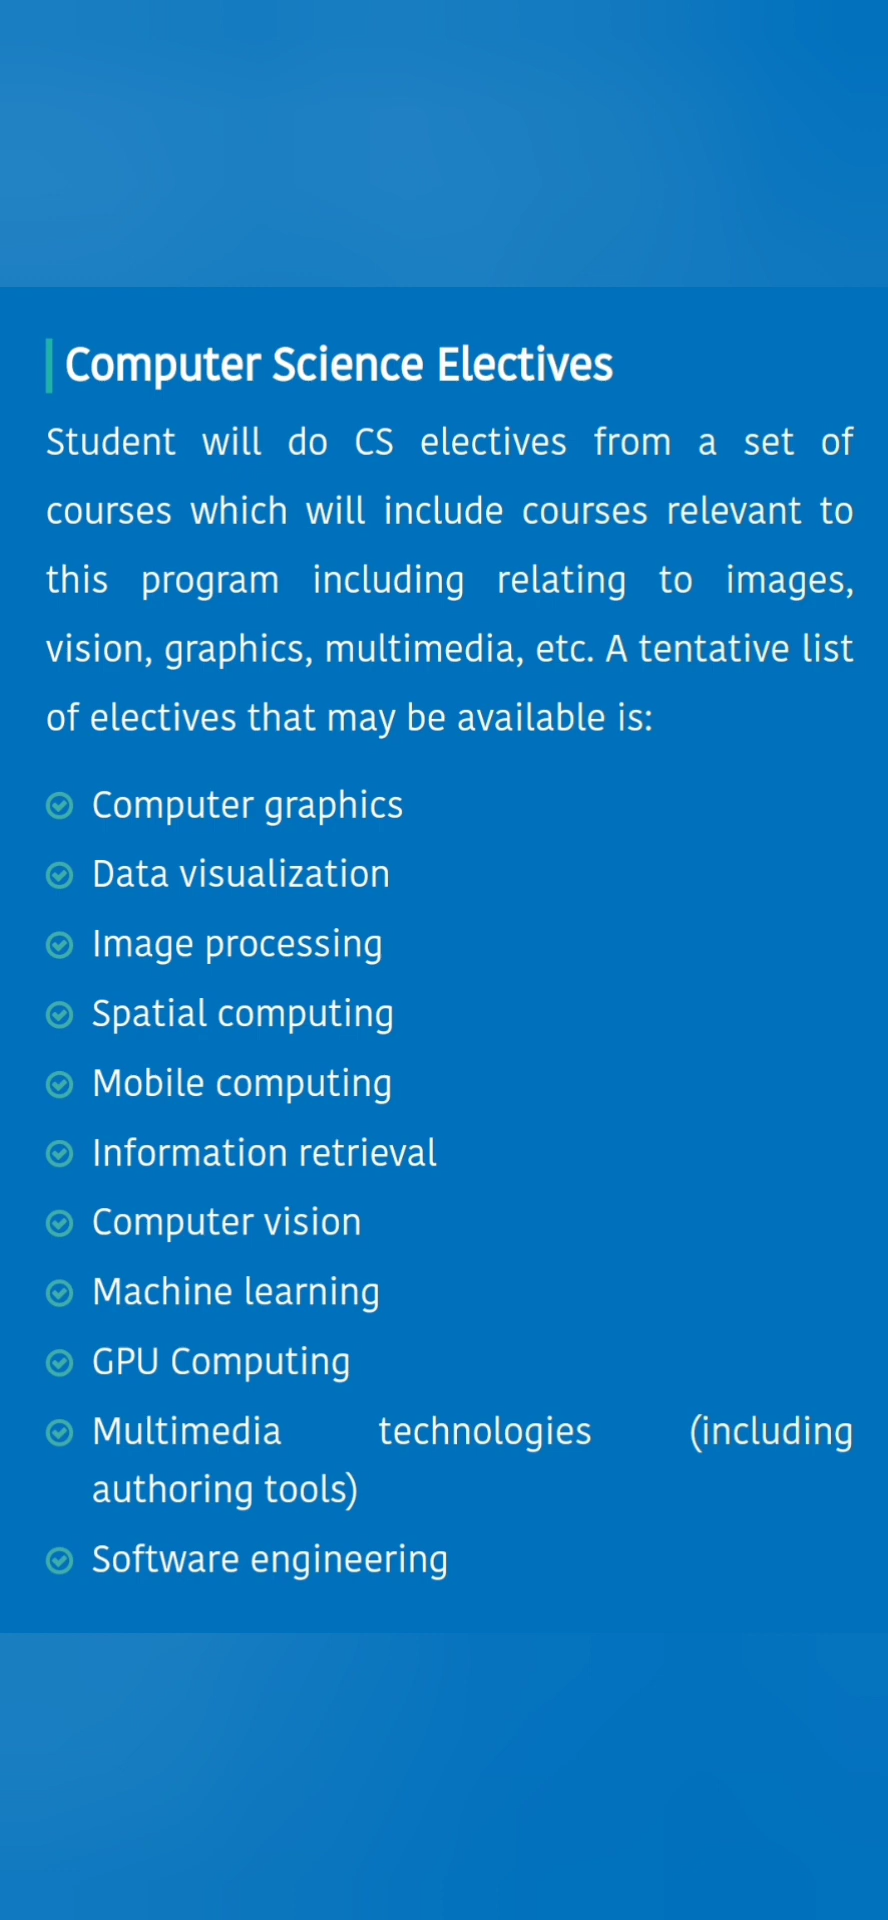 Computer Science Electives
Student will do CS electives from a set of
courses which will include courses relevant to
this program including relating to images,
vision, graphics, multimedia, etc. A tentative list
of electives that may be available is:
Computer graphics
Data visualization
Image processing
Spatial computing
Mobile computing
Information retrieval
Computer vision
Machine learning
GPU Computing
Multimedia technologies (including
authoring tools)
Software engineering